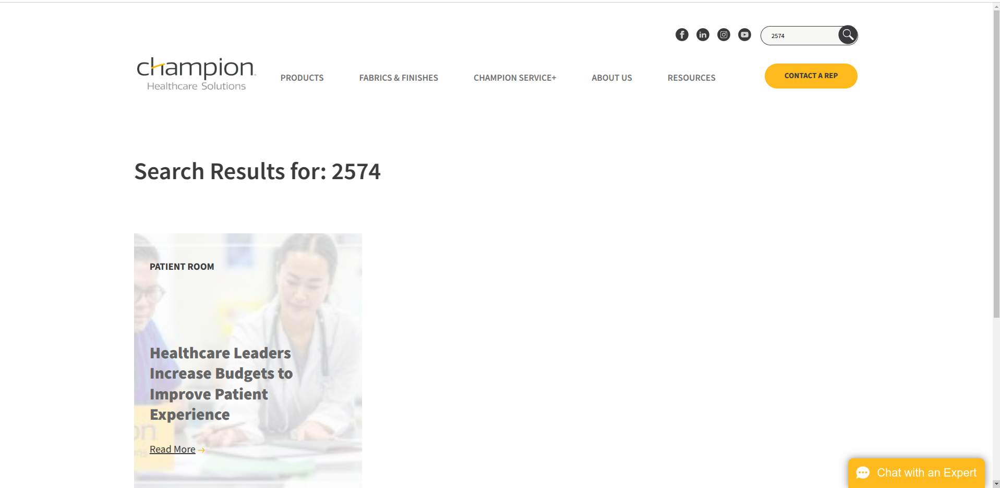 2574
champion
Healthcare Solutions
PRODUCTS
FABRICS & FINISHES
CHAMPION SERVICE+
ABOUT US
RESOURCES
CONTACT A REP
Search Results for: 2574
PATIENT ROOM
Healthcare Leaders
Increase Budgets to
Improve Patient
Experience
on
Read More →
Chat with an Expert